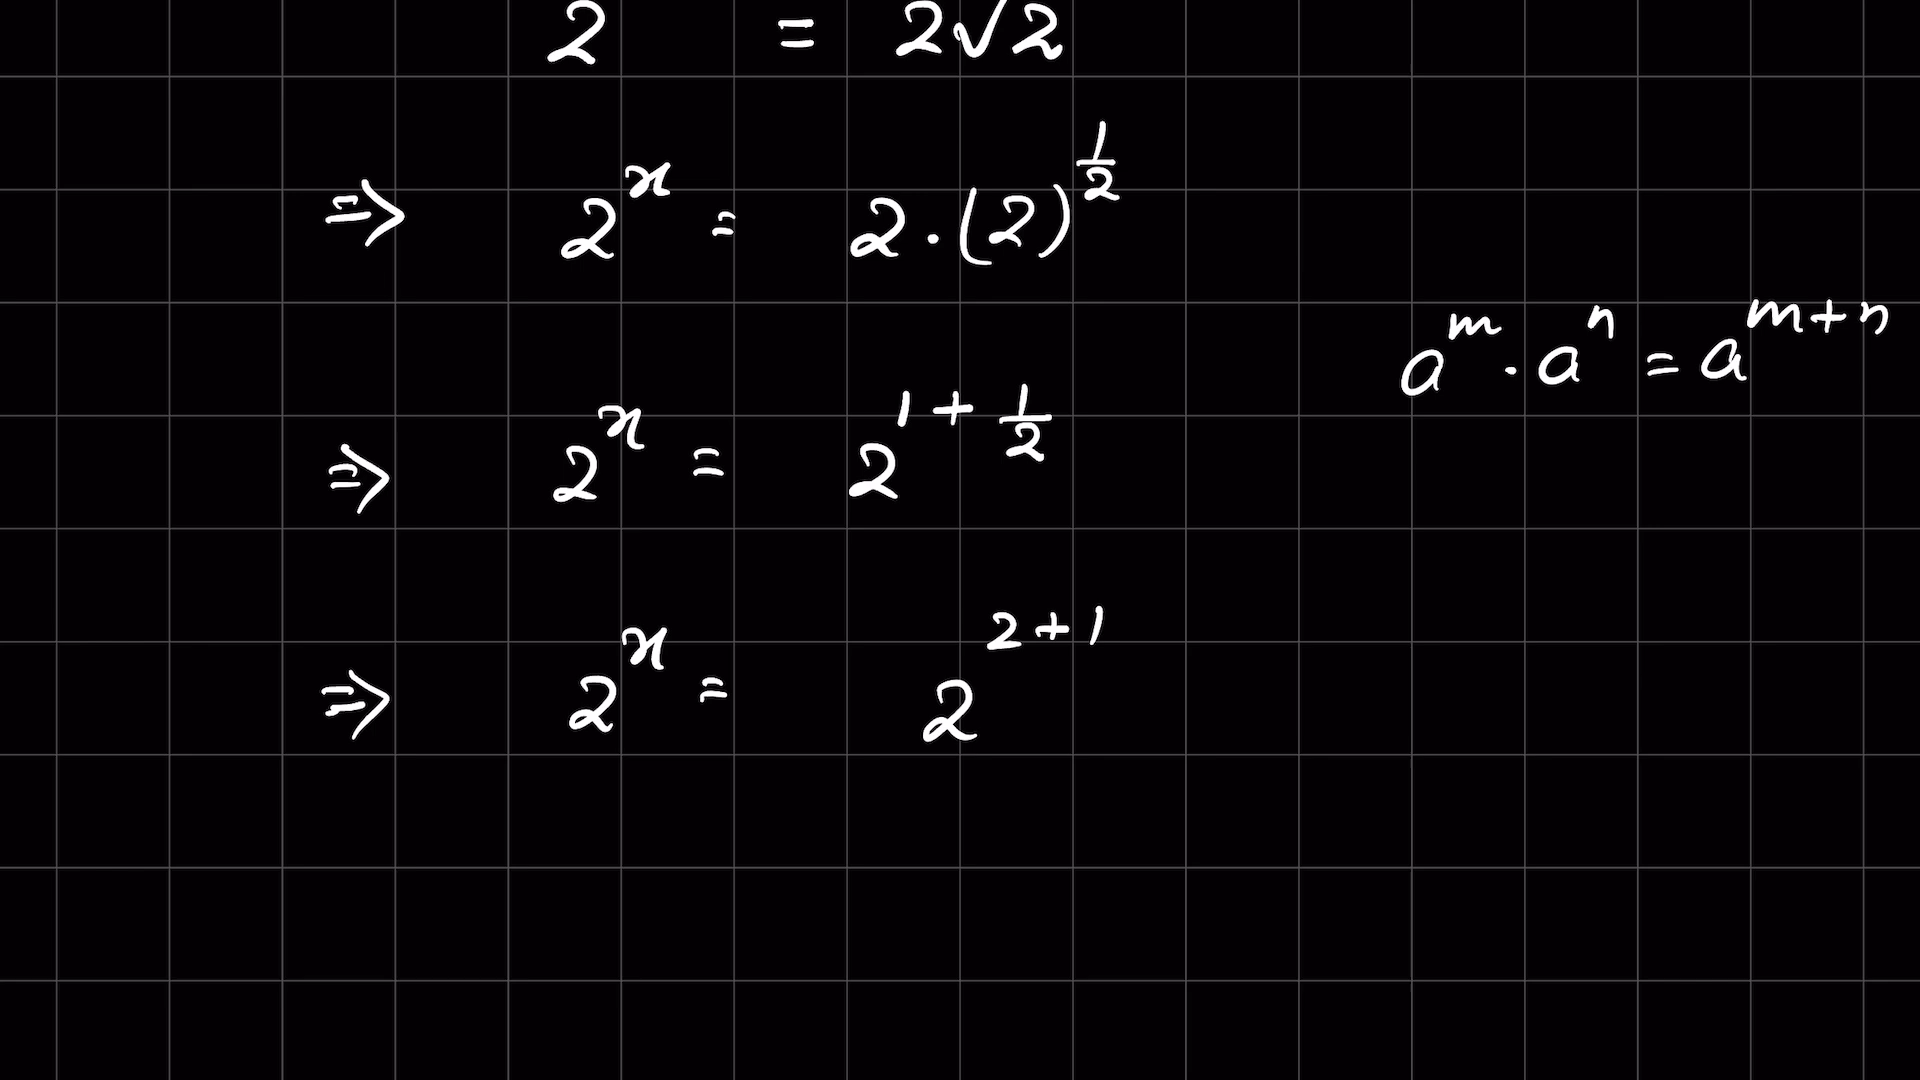 2 = 2√2
⇒ 2^x = 2 · (2)^(1/2)
a^m · a^n = a^(m+n)
⇒ 2^x = 2^(1 + 1/2)
⇒ 2^x = 2^(2+1)